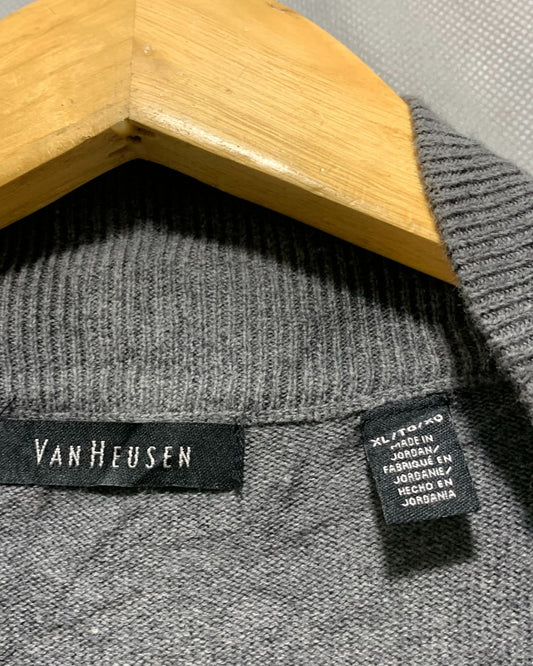 VAN HEUSEN
XL/TG/XG
MADE IN
JORDAN/
FABRIQUÉ EN
JORDANIE/
HECHO EN
JORDANIA